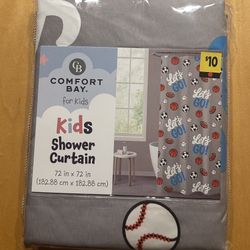 CB
COMFORT
BAY®
for Kids
Kids
Shower
Curtain
72 in x 72 in
(182.88 cm x 182.88 cm)
$10
Let's
GO!
Let's
GO!
Let's
GO!
Let's
GO!